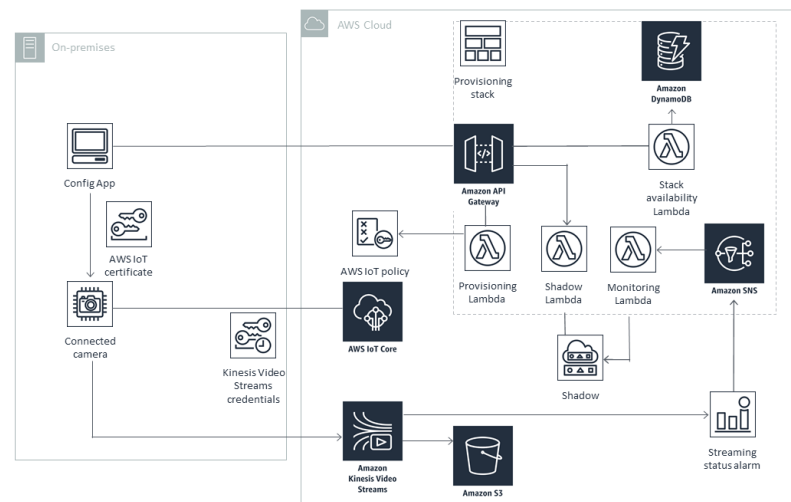 AWS Cloud
On-premises
Provisioning
stack
Amazon
DynamoDB
Config App
Amazon API
Gateway
Stack
availability
Lambda
AWS IoT
certificate
AWS IoT policy
Provisioning
Lambda
Shadow
Lambda
Monitoring
Lambda
Amazon SNS
Connected
camera
AWS IoT Core
Kinesis Video
Streams
credentials
Shadow
Streaming
status alarm
Amazon
Kinesis Video
Streams
Amazon S3